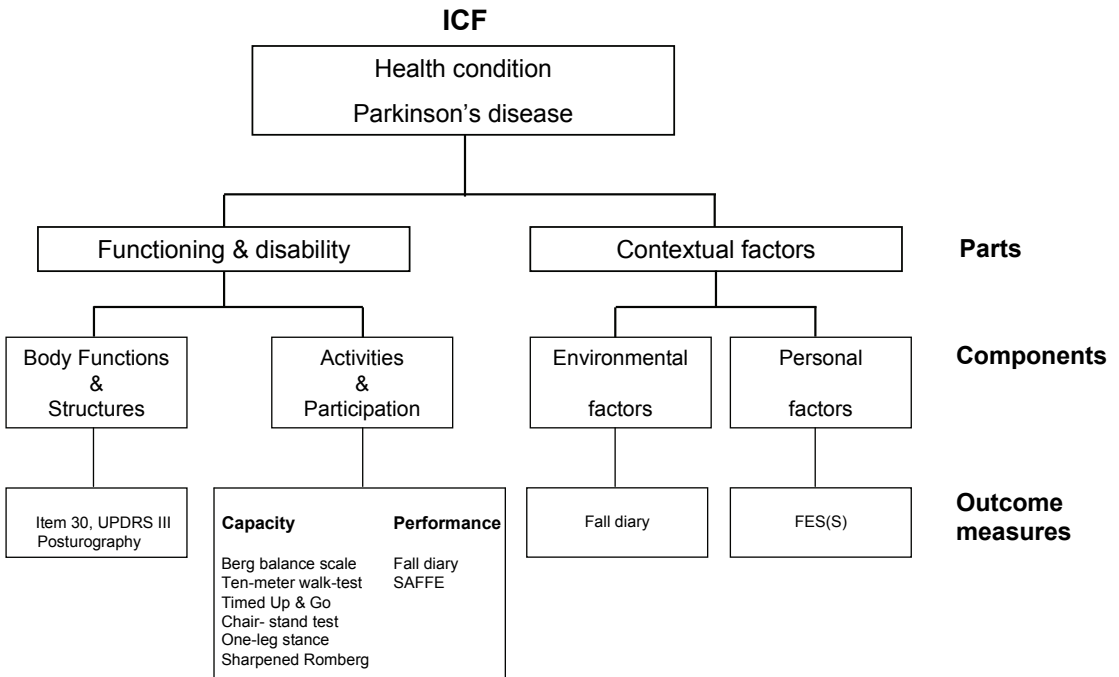 ICF
Health condition
Parkinson's disease
Functioning & disability
Contextual factors
Parts
Body Functions
&
Structures
Activities
&
Participation
Environmental
factors
Personal
factors
Components
Item 30, UPDRS III
Posturography
Capacity
Berg balance scale
Ten-meter walk-test
Timed Up & Go
Chair- stand test
One-leg stance
Sharpened Romberg
Performance
Fall diary
SAFFE
Fall diary
FES(S)
Outcome
measures